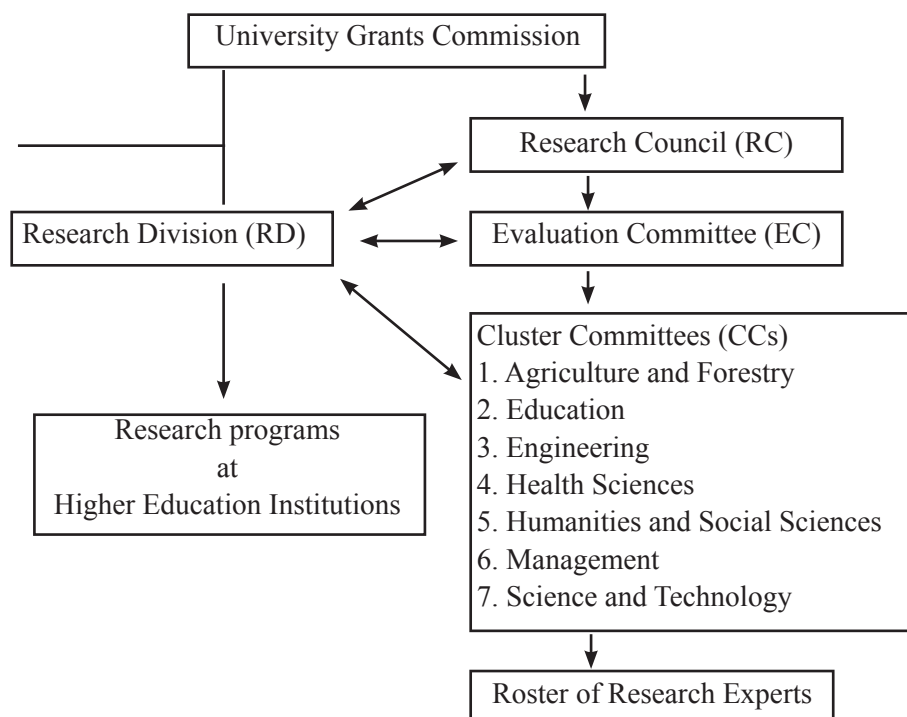 University Grants Commission
Research Council (RC)
Research Division (RD)
Evaluation Committee (EC)
Cluster Committees (CCs)
1. Agriculture and Forestry
2. Education
3. Engineering
4. Health Sciences
5. Humanities and Social Sciences
6. Management
7. Science and Technology
Research programs
at
Higher Education Institutions
Roster of Research Experts